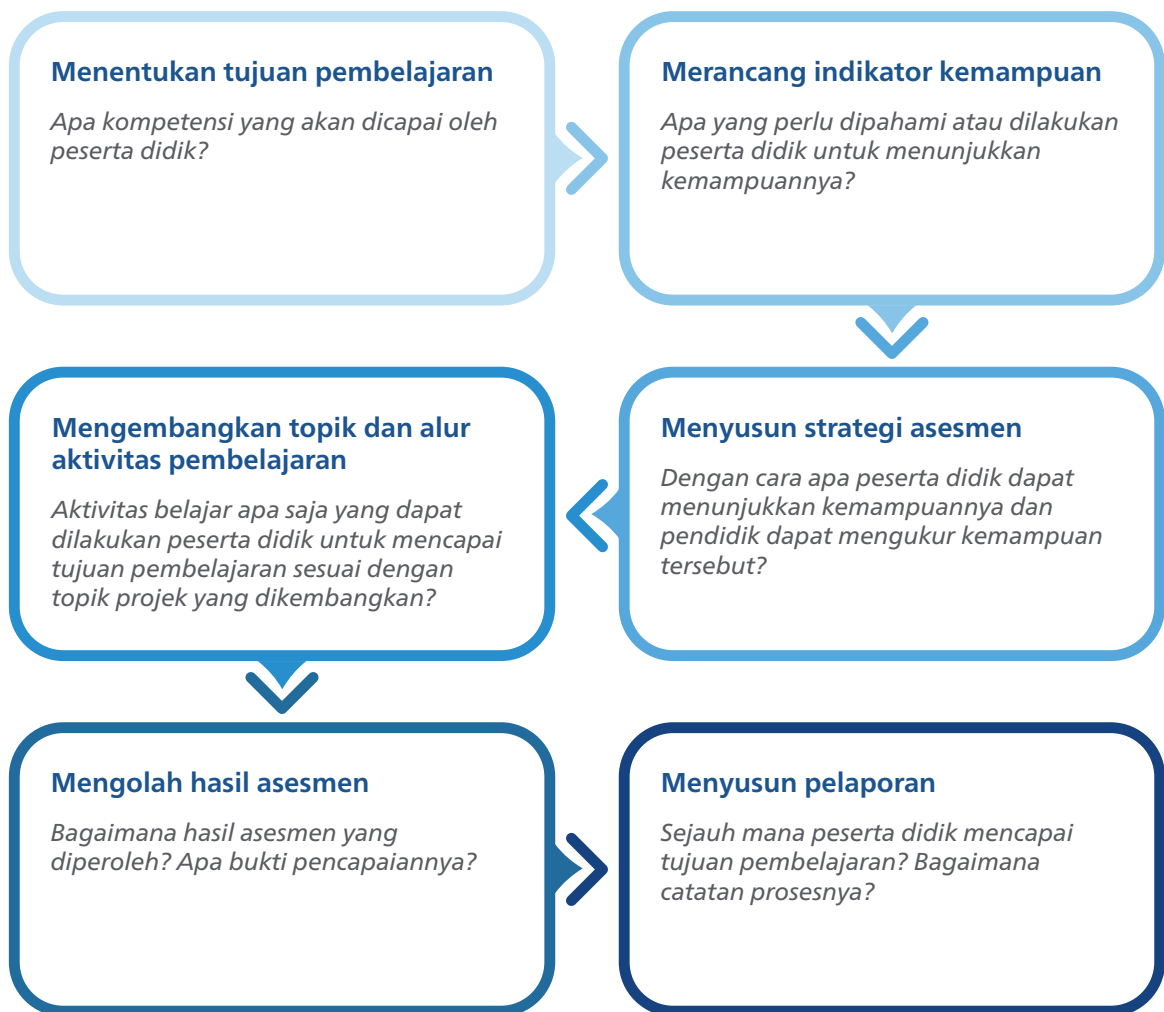 Menentukan tujuan pembelajaran
Apa kompetensi yang akan dicapai oleh
peserta didik?
Merancang indikator kemampuan
Apa yang perlu dipahami atau dilakukan
peserta didik untuk menunjukkan
kemampuannya?
Menyusun strategi asesmen
Dengan cara apa peserta didik dapat
menunjukkan kemampuannya dan
pendidik dapat mengukur kemampuan
tersebut?
Mengembangkan topik dan alur
aktivitas pembelajaran
Aktivitas belajar apa saja yang dapat
dilakukan peserta didik untuk mencapai
tujuan pembelajaran sesuai dengan
topik projek yang dikembangkan?
Mengolah hasil asesmen
Bagaimana hasil asesmen yang
diperoleh? Apa bukti pencapaiannya?
Menyusun pelaporan
Sejauh mana peserta didik mencapai
tujuan pembelajaran? Bagaimana
catatan prosesnya?